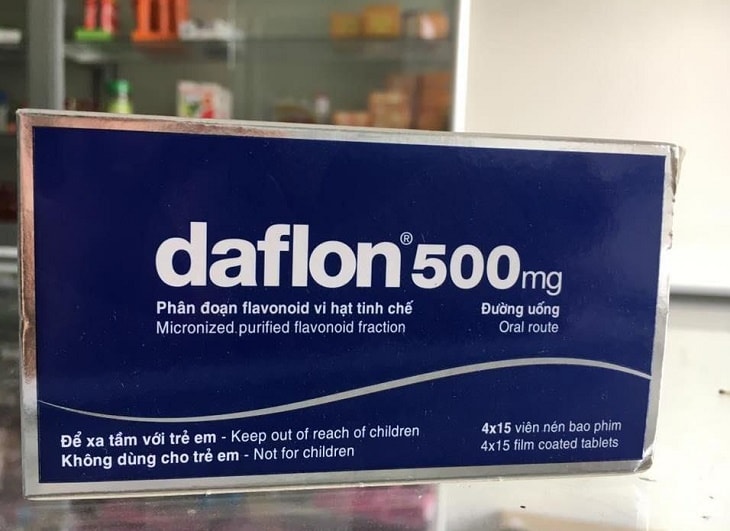 daflon® 500mg
Phân đoạn flavonoid vi hạt tinh chế
Micronized purified flavonoid fraction
Đường uống
Oral route
Để xa tầm với trẻ em - Keep out of reach of children
Không dùng cho trẻ em - Not for children
4x15 viên nén bao phim
4x15 film coated tablets